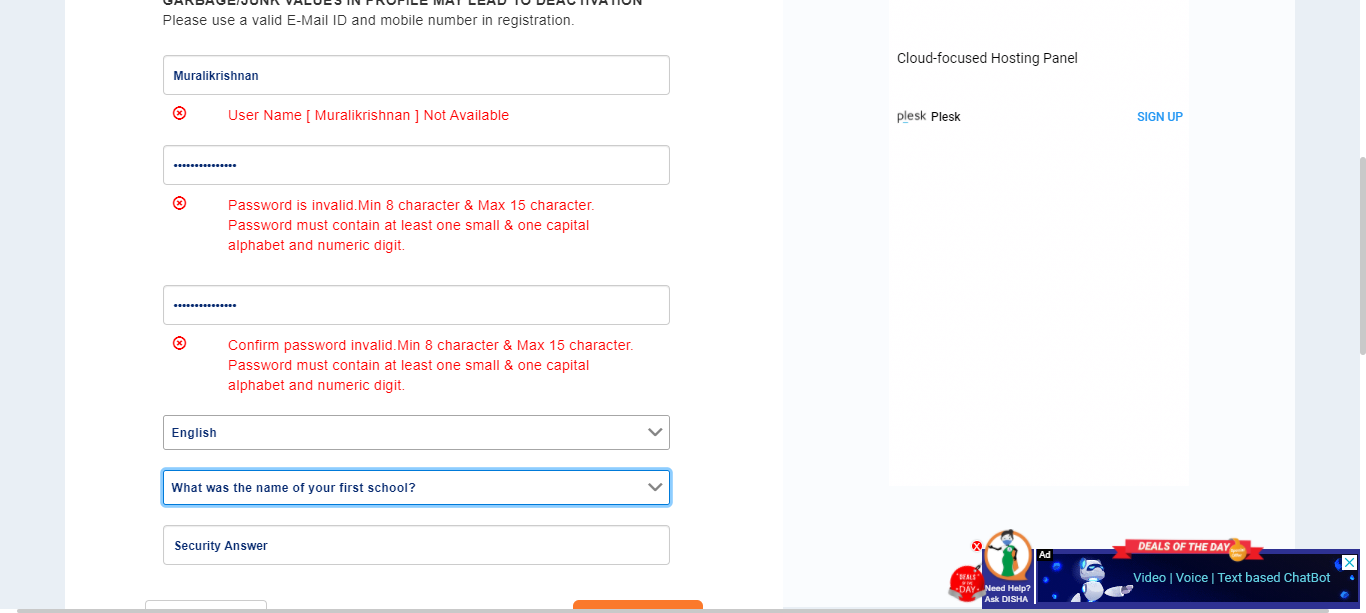 GARBAGE/JUNK VALUES IN PROFILE MAY LEAD TO DEACTIVATION
Please use a valid E-Mail ID and mobile number in registration.
Muralikrishnan
User Name [ Muralikrishnan ] Not Available
Password is invalid.Min 8 character & Max 15 character.
Password must contain at least one small & one capital
alphabet and numeric digit.
Confirm password invalid.Min 8 character & Max 15 character.
Password must contain at least one small & one capital
alphabet and numeric digit.
English
What was the name of your first school?
Security Answer
Cloud-focused Hosting Panel
plesk Plesk
SIGN UP
DEALS OF THE DAY
Ad
Video | Voice | Text based ChatBot
Need Help?
Ask DISHA
DEALS
OF THE
DAY